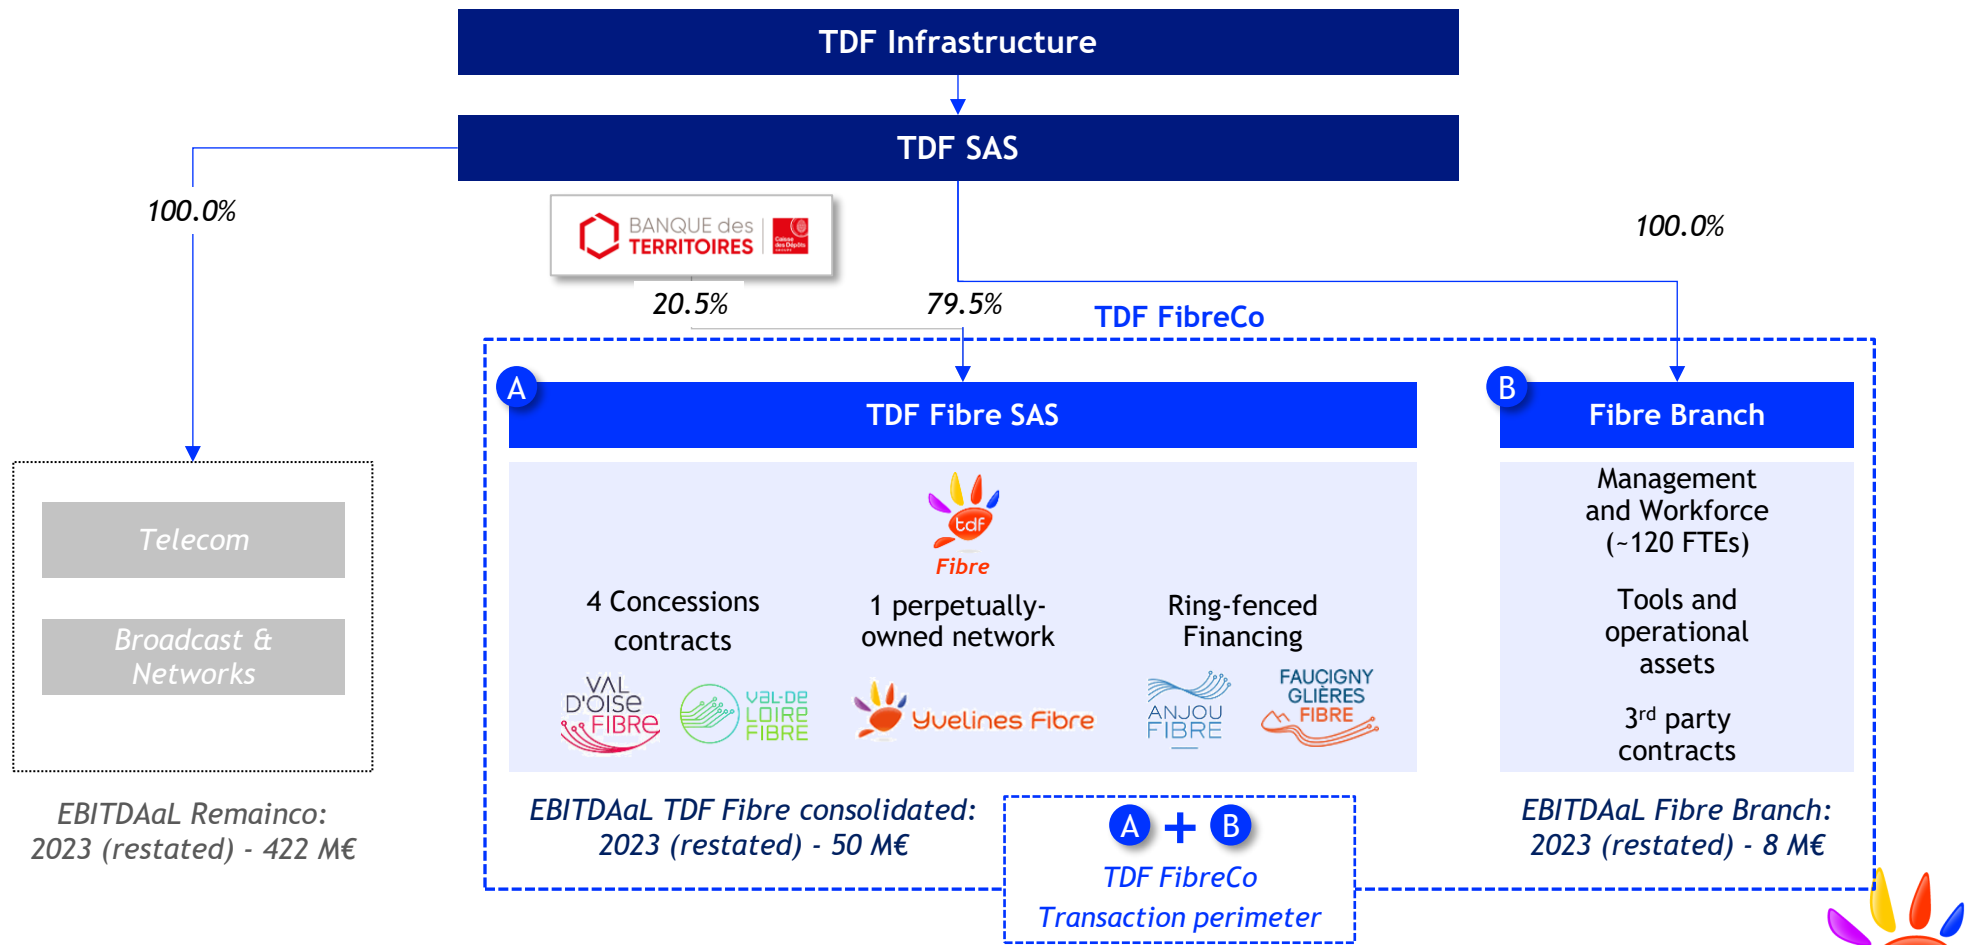 TDF Infrastructure
TDF SAS
100.0%
BANQUE des
TERRITOIRES
Caisse
des Dépôts
GROUPE
100.0%
20.5%
79.5%
TDF FibreCo
A
TDF Fibre SAS
B
Fibre Branch
Telecom
Broadcast &
Networks
tdf
Fibre
4 Concessions
contracts
1 perpetually-
owned network
Ring-fenced
Financing
VAL
D'OISE
FIBRE
VAL-DE
LOIRE
FIBRE
Yvelines Fibre
ANJOU
FIBRE
FAUCIGNY
GLIÈRES
FIBRE
Management
and Workforce
(~120 FTEs)
Tools and
operational
assets
3rd party
contracts
EBITDAaL Remainco:
2023 (restated) - 422 M€
EBITDAaL TDF Fibre consolidated:
2023 (restated) - 50 M€
A + B
TDF FibreCo
Transaction perimeter
EBITDAaL Fibre Branch:
2023 (restated) - 8 M€